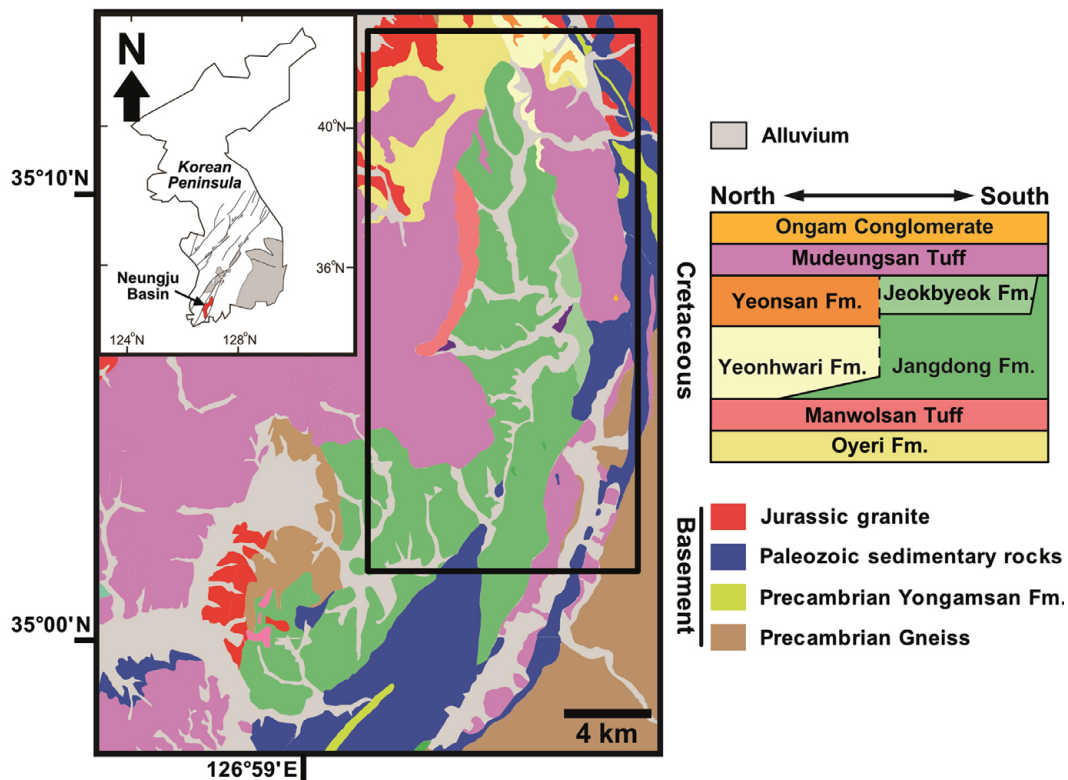 N
40°N
Korean
Peninsula
36°N
Neungju
Basin
124°N
128°N
35°10'N
35°00'N
126°59'E
4 km
Alluvium
North
South
Cretaceous
Ongam Conglomerate
Mudeungsan Tuff
Yeonsan Fm.
Jeokbyeok Fm.
Yeonhwari Fm.
Jangdong Fm.
Manwolsan Tuff
Oyeri Fm.
Basement
Jurassic granite
Paleozoic sedimentary rocks
Precambrian Yongamsan Fm.
Precambrian Gneiss